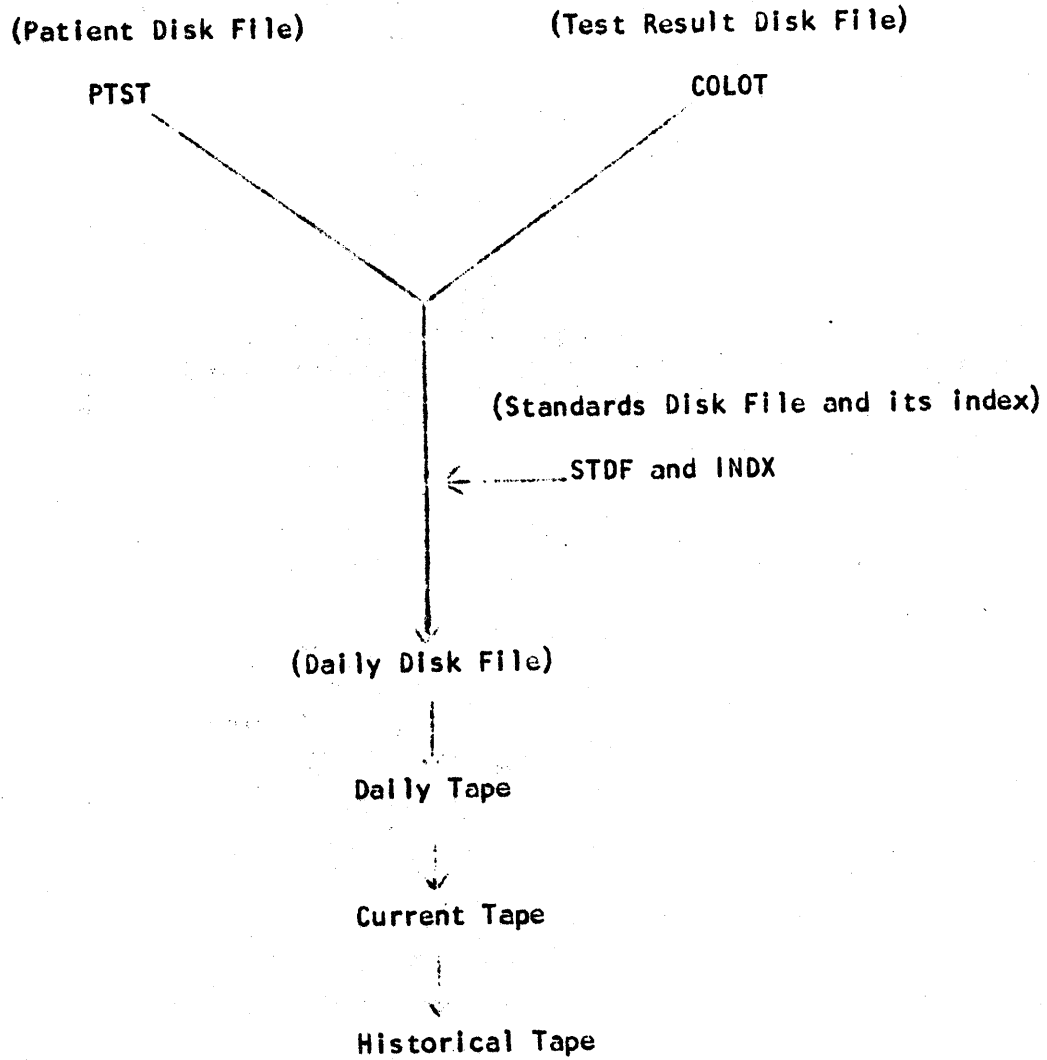 (Patient Disk File)
(Test Result Disk File)
PTST
COLOT
(Standards Disk File and its index)
STDF and INDX
(Daily Disk File)
Daily Tape
Current Tape
Historical Tape